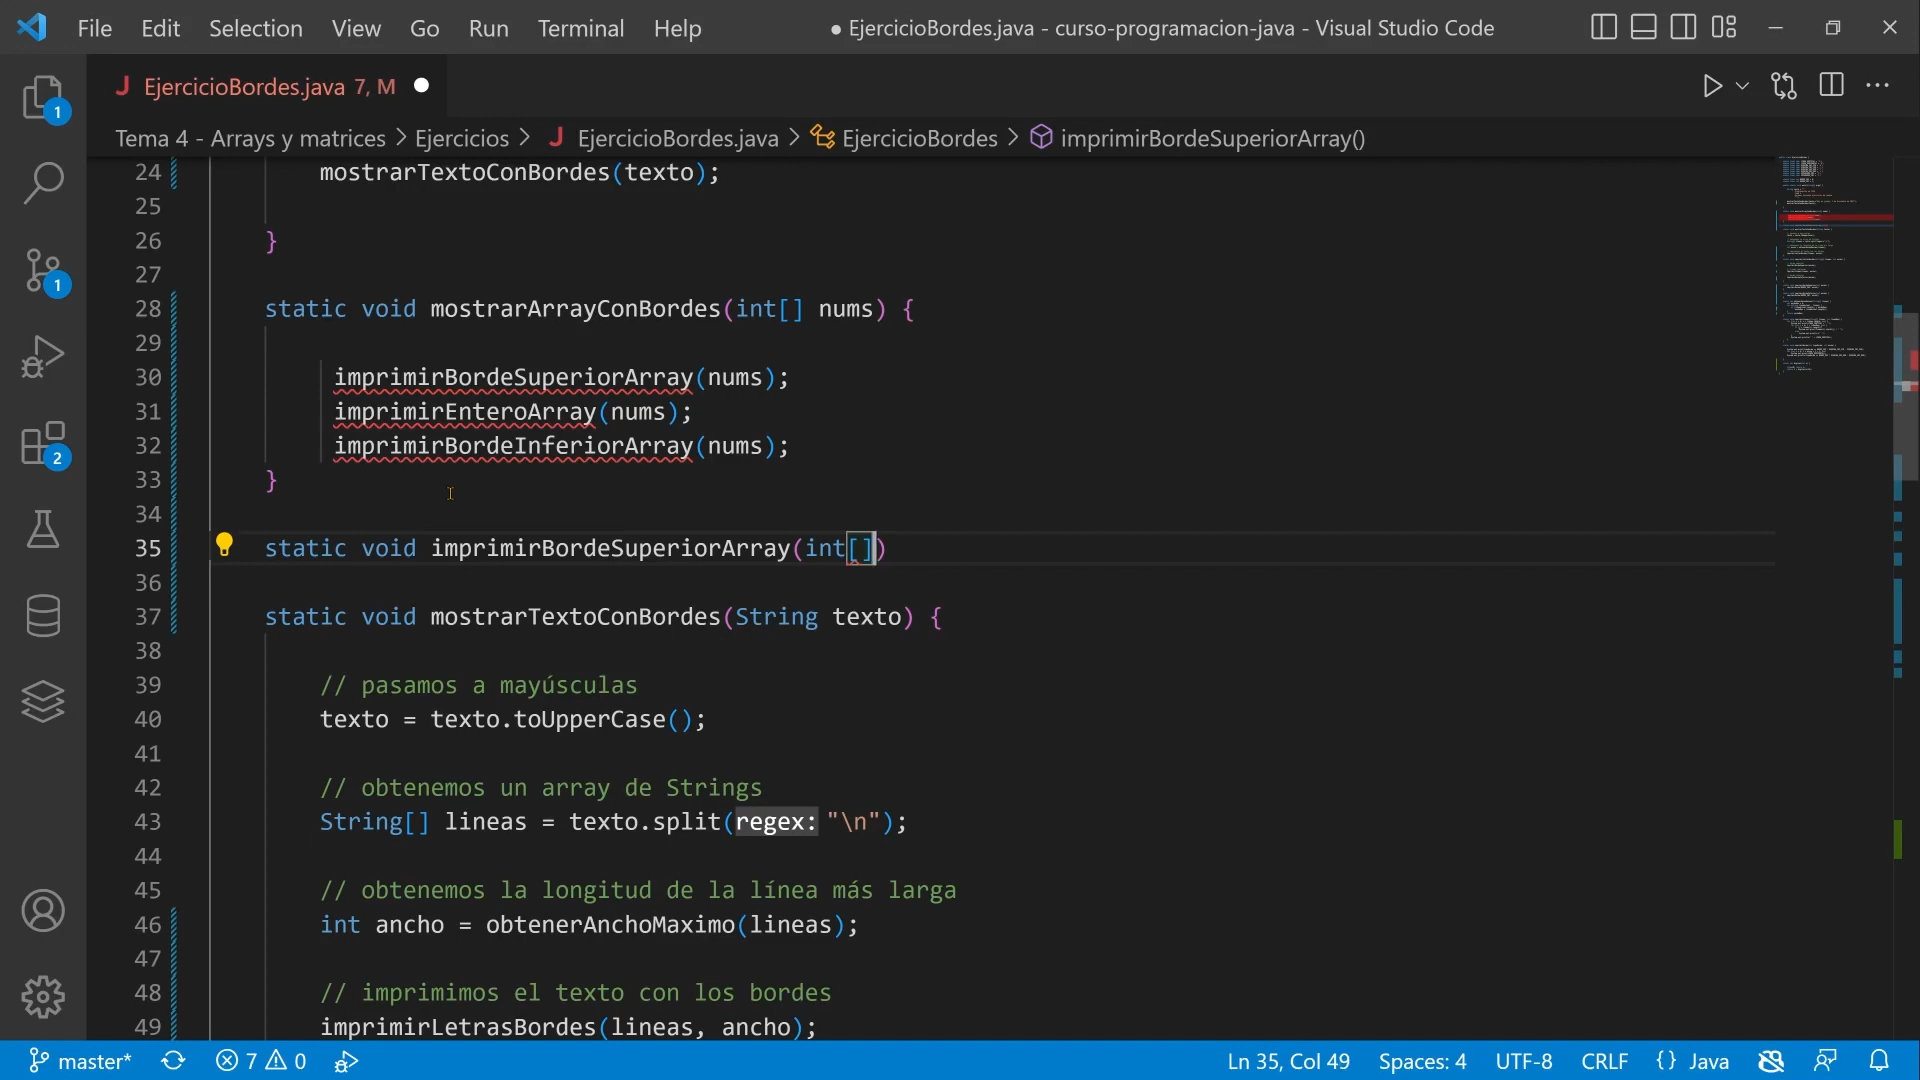 File Edit Selection View Go Run Terminal Help
● EjercicioBordes.java - curso-programacion-java - Visual Studio Code
EjercicioBordes.java 7, M
Tema 4 - Arrays y matrices > Ejercicios > J EjercicioBordes.java > EjercicioBordes > imprimirBordeSuperiorArray()
24 mostrarTextoConBordes(texto);
25
26 }
27
28 static void mostrarArrayConBordes(int[] nums) {
29
30 imprimirBordeSuperiorArray(nums);
31 imprimirEnteroArray(nums);
32 imprimirBordeInferiorArray(nums);
33 }
34
35 static void imprimirBordeSuperiorArray(int[])
36
37 static void mostrarTextoConBordes(String texto) {
38
39 // pasamos a mayúsculas
40 texto = texto.toUpperCase();
41
42 // obtenemos un array de Strings
43 String[] lineas = texto.split(regex: "\n");
44
45 // obtenemos la longitud de la línea más larga
46 int ancho = obtenerAnchoMaximo(lineas);
47
48 // imprimimos el texto con los bordes
49 imprimirLetrasBordes(lineas, ancho);
1
1
2
master* 7 0 Ln 35, Col 49 Spaces: 4 UTF-8 CRLF {} Java